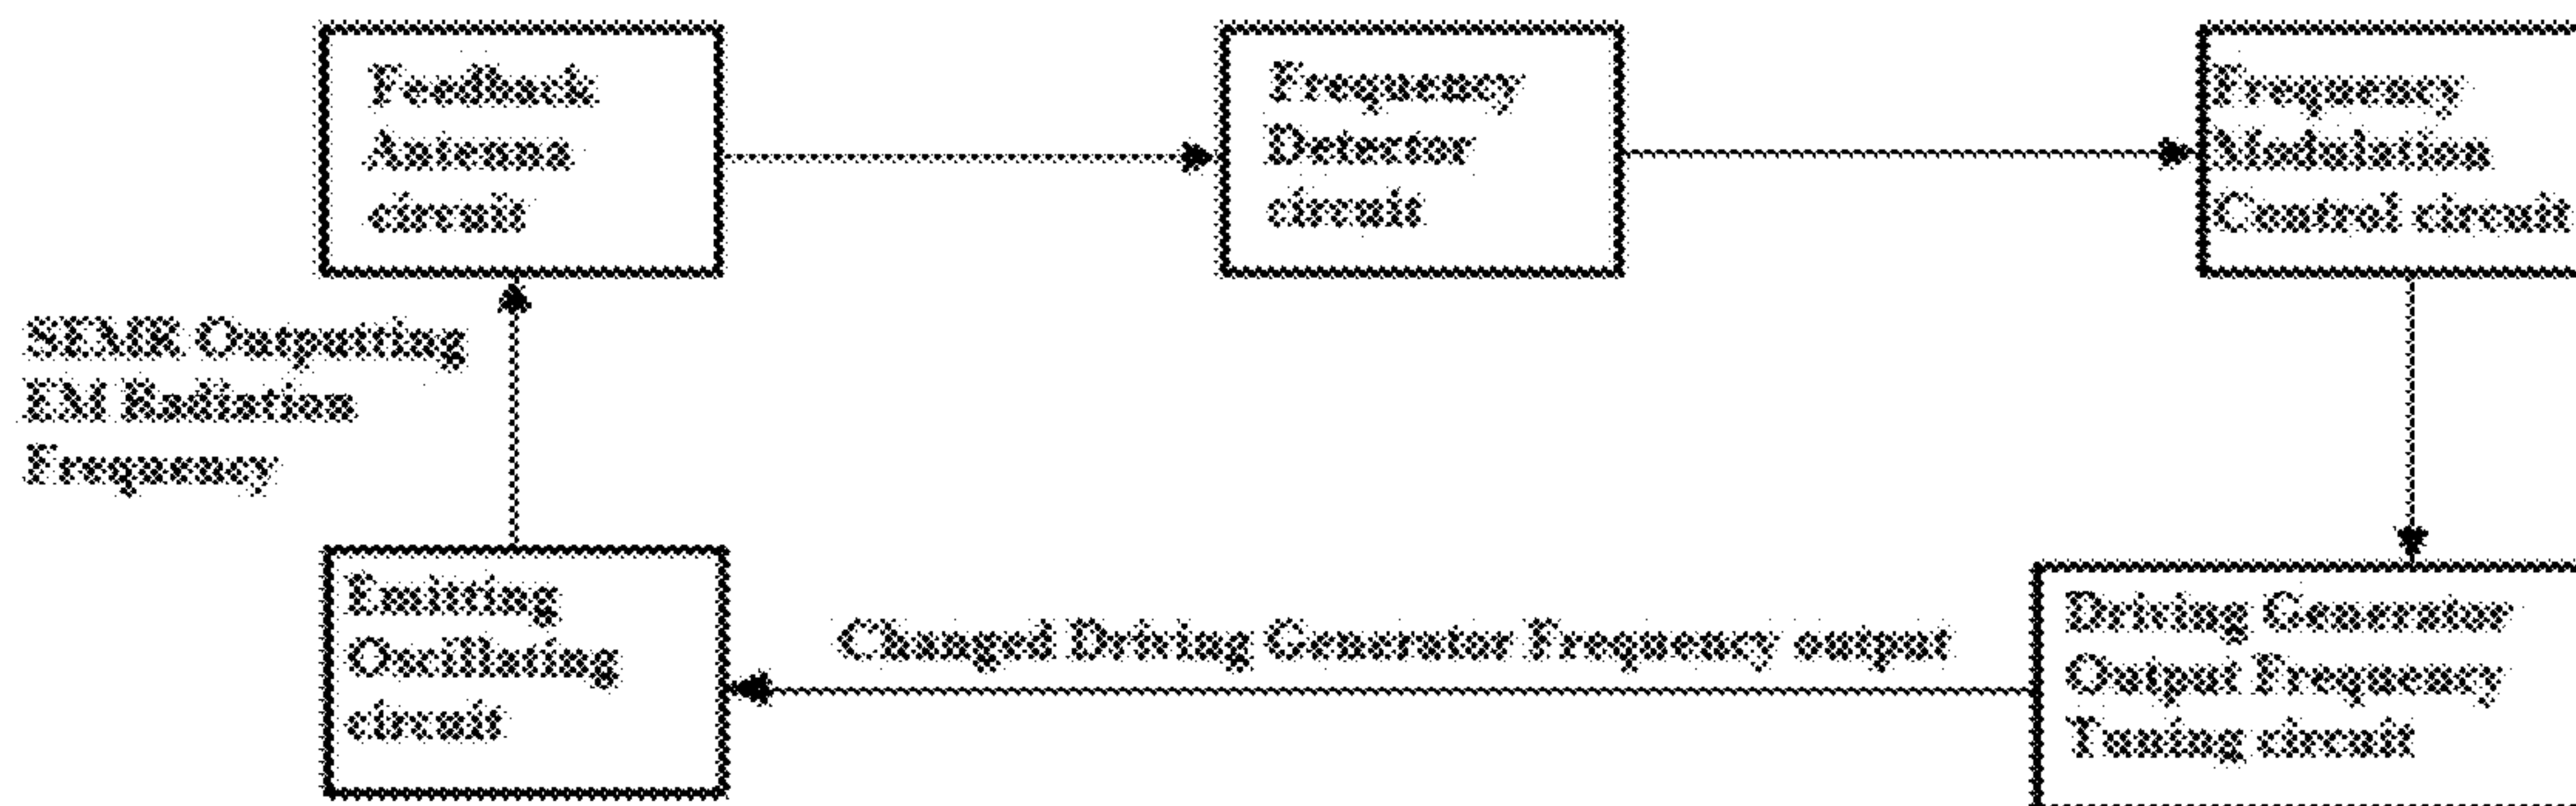 Feedback
Antenna
circuit
Frequency
Detector
circuit
Frequency
Modulation
Control circuit
SEMR Outputting
EM Radiation
Frequency
Emitting
Oscillating
circuit
Changed Driving Generator Frequency output
Driving Generator
Output Frequency
Tuning circuit